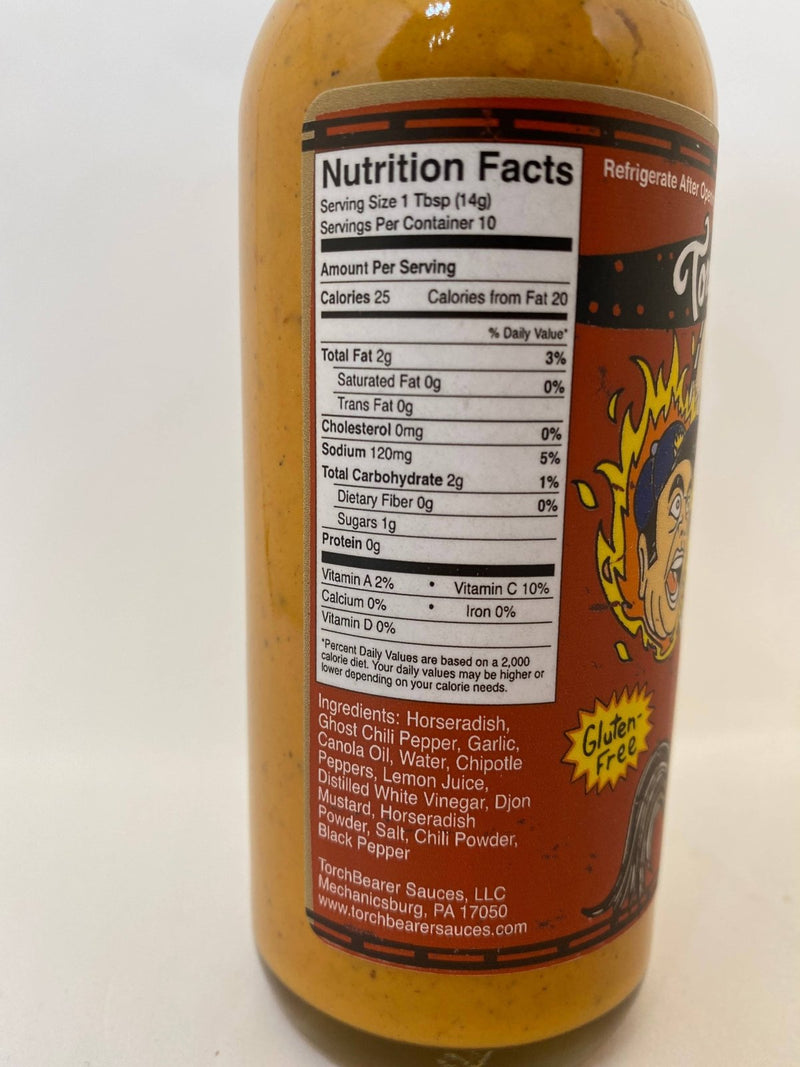 Nutrition Facts
Serving Size 1 Tbsp (14g)
Servings Per Container 10
Amount Per Serving
Calories 25 Calories from Fat 20
% Daily Value*
Total Fat 2g 3%
Saturated Fat 0g 0%
Trans Fat 0g
Cholesterol 0mg 0%
Sodium 120mg 5%
Total Carbohydrate 2g 1%
Dietary Fiber 0g 0%
Sugars 1g
Protein 0g
Vitamin A 2% • Vitamin C 10%
Calcium 0% • Iron 0%
Vitamin D 0%
*Percent Daily Values are based on a 2,000
calorie diet. Your daily values may be higher or
lower depending on your calorie needs.
Ingredients: Horseradish,
Ghost Chili Pepper, Garlic,
Canola Oil, Water, Chipotle
Peppers, Lemon Juice,
Distilled White Vinegar, Djon
Mustard, Horseradish
Powder, Salt, Chili Powder,
Black Pepper
TorchBearer Sauces, LLC
Mechanicsburg, PA 17050
www.torchbearersauces.com
Refrigerate After
Gluten-
Free